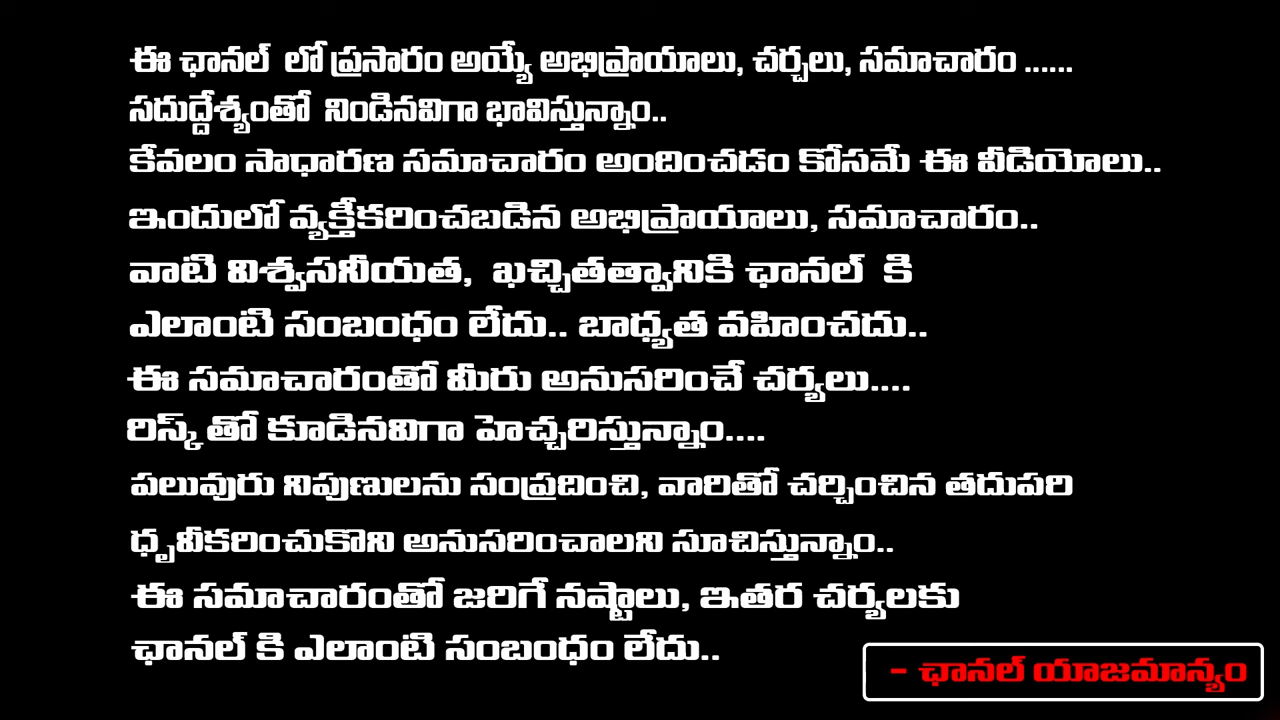 ఈ ఛానల్ లో ప్రసారం అయ్యే అభిప్రాయాలు, చర్చలు, సమాచారం ......
సదుద్దేశ్యంతో నిండినవిగా భావిస్తున్నాం..
కేవలం సాధారణ సమాచారం అందించడం కోసమే ఈ వీడియోలు..
ఇందులో వ్యక్తీకరించబడిన అభిప్రాయాలు, సమాచారం..
వాటి విశ్వసనీయత, ఖచ్చితత్వానికి ఛానల్ కి
ఎలాంటి సంబంధం లేదు.. బాధ్యత వహించదు..
ఈ సమాచారంతో మీరు అనుసరించే చర్యలు....
రిస్క్ తో కూడినవిగా హెచ్చరిస్తున్నాం....
పలువురు నిపుణులను సంప్రదించి, వారితో చర్చించిన తదుపరి
ధృవీకరించుకొని అనుసరించాలని సూచిస్తున్నాం..
ఈ సమాచారంతో జరిగే నష్టాలు, ఇతర చర్యలకు
ఛానల్ కి ఎలాంటి సంబంధం లేదు..
- ఛానల్ యాజమాన్యం